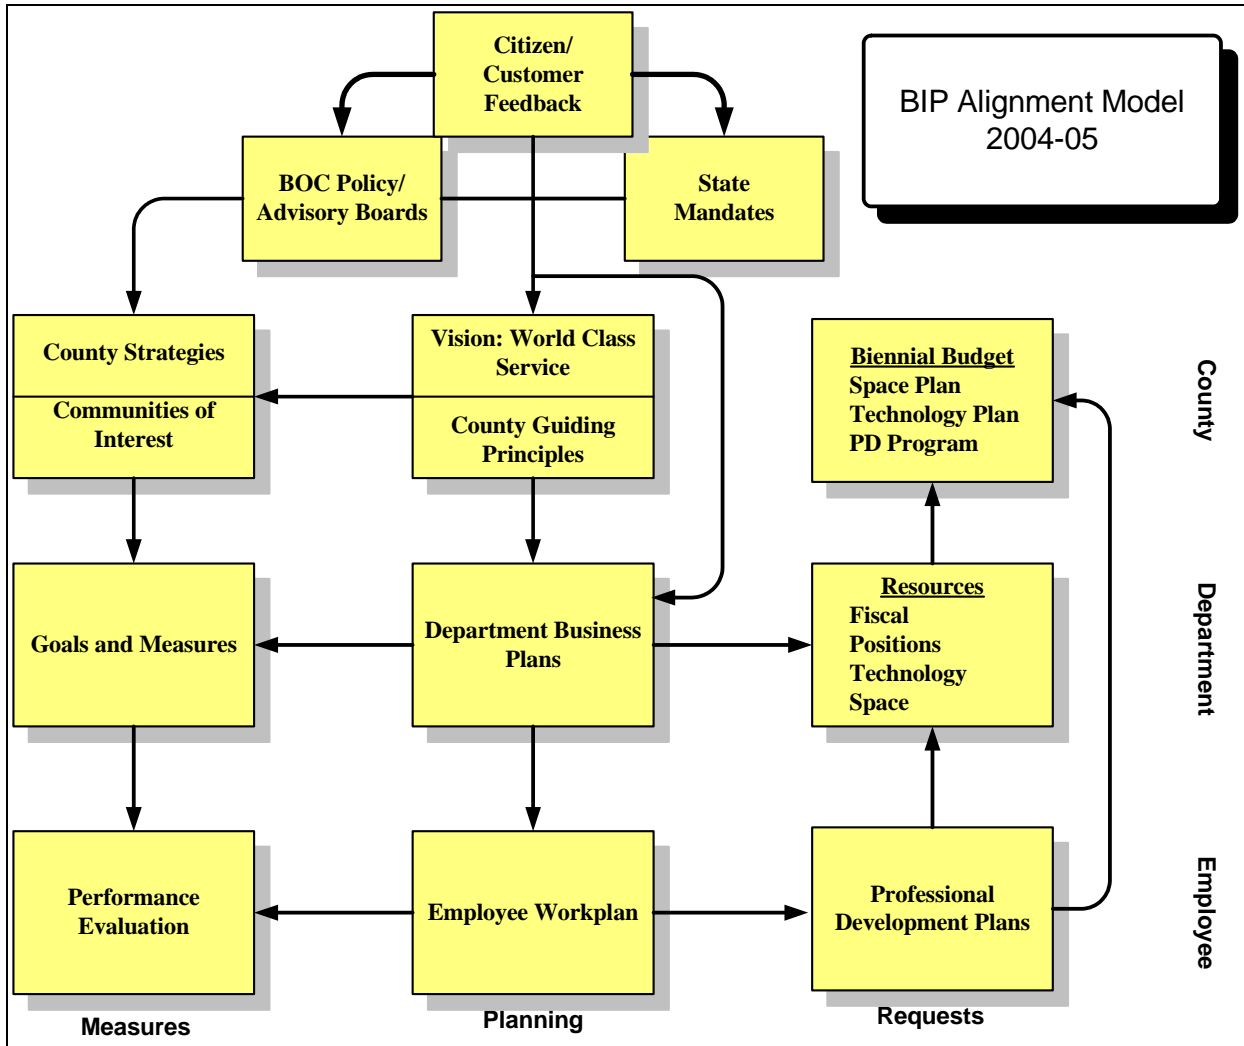 Citizen/
Customer
Feedback
BIP Alignment Model
2004-05
BOC Policy/
Advisory Boards
State
Mandates
County Strategies
Communities of
Interest
Vision: World Class
Service
County Guiding
Principles
Biennial Budget
Space Plan
Technology Plan
PD Program
County
Goals and Measures
Department Business
Plans
Resources
Fiscal
Positions
Technology
Space
Department
Performance
Evaluation
Employee Workplan
Professional
Development Plans
Employee
Measures
Planning
Requests